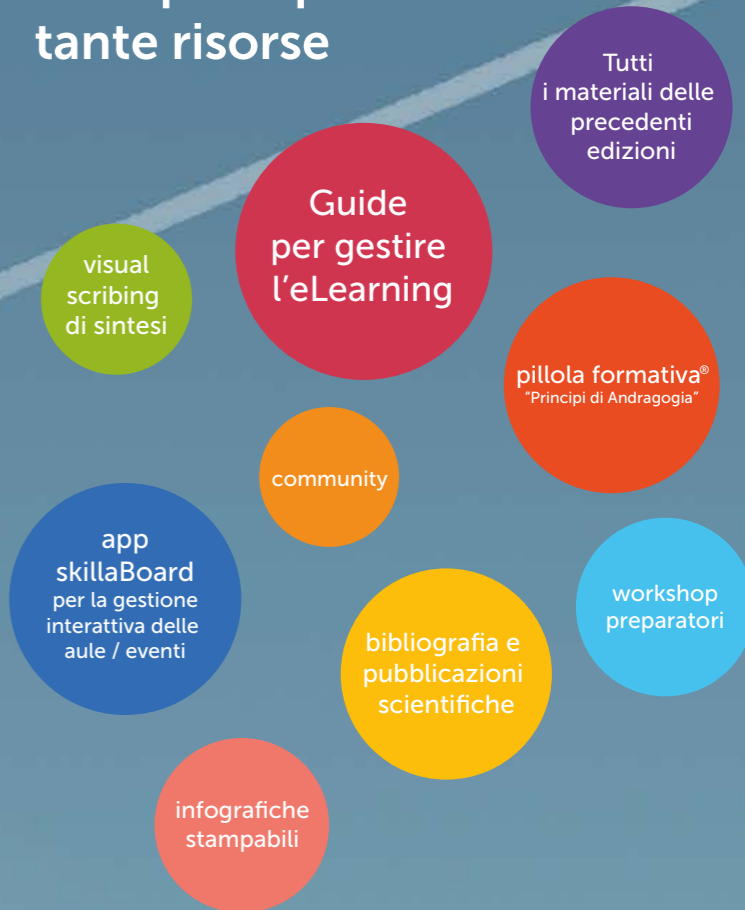 tante risorse
Tutti
i materiali delle
precedenti
edizioni
Guide
per gestire
l'eLearning
visual
scribing
di sintesi
pillola formativa®
"Principi di Andragogia"
community
app
skillaBoard
per la gestione
interattiva delle
aule / eventi
workshop
preparatori
bibliografia e
pubblicazioni
scientifiche
infografiche
stampabili